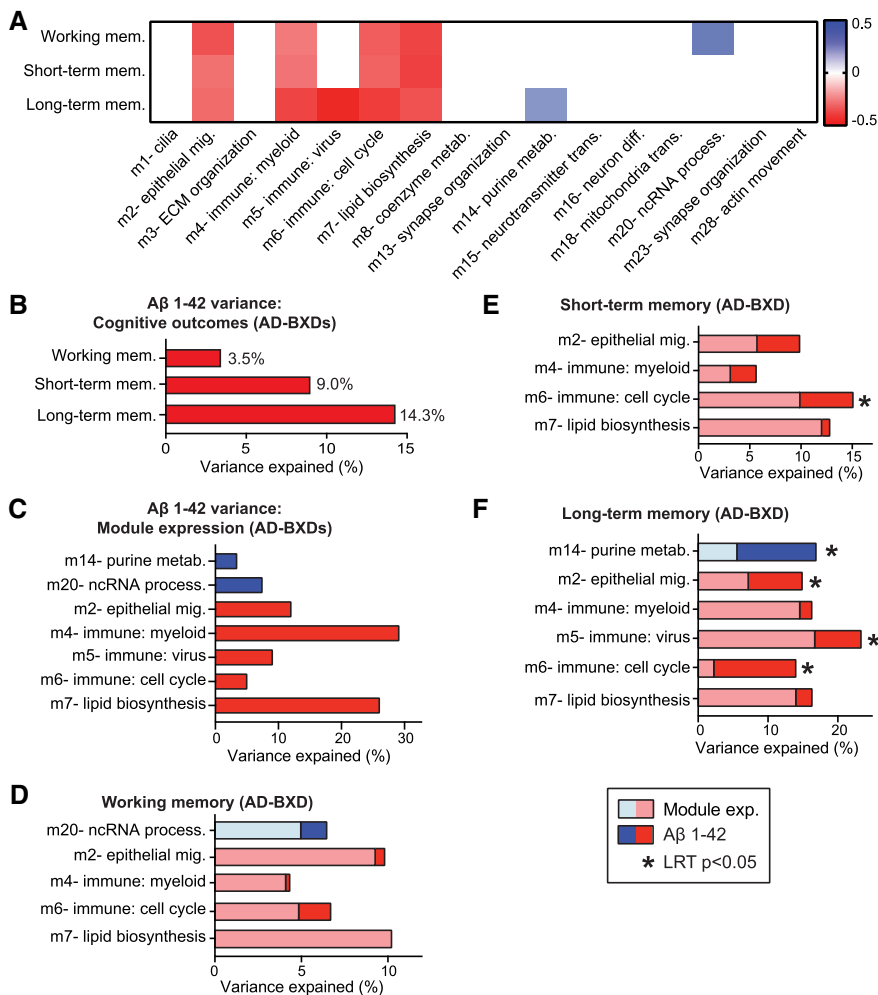 A
Working mem.
Short-term mem.
Long-term mem.
0.5
0
-0.5
m1- cilia
m2- epithelial mig.
m3- ECM organization
m4- immune: myeloid
m5- immune: virus
m6- immune: cell cycle
m7- lipid biosynthesis
m8- coenzyme metab.
m13- synapse organization
m14- purine metab.
m15- neurotransmitter trans.
m16- neuron diff.
m18- mitochondria trans.
m20- ncRNA process.
m23- synapse organization
m28- actin movement
B
Aβ 1-42 variance:
Cognitive outcomes (AD-BXDs)
Working mem.
3.5%
Short-term mem.
9.0%
Long-term mem.
14.3%
0 5 10 15
Variance expained (%)
C
Aβ 1-42 variance:
Module expression (AD-BXDs)
m14- purine metab.
m20- ncRNA process.
m2- epithelial mig.
m4- immune: myeloid
m5- immune: virus
m6- immune: cell cycle
m7- lipid biosynthesis
0 10 20 30
Variance expained (%)
D
Working memory (AD-BXD)
m20- ncRNA process.
m2- epithelial mig.
m4- immune: myeloid
m6- immune: cell cycle
m7- lipid biosynthesis
0 5 10
Variance expained (%)
E
Short-term memory (AD-BXD)
m2- epithelial mig.
m4- immune: myeloid
m6- immune: cell cycle *
m7- lipid biosynthesis
0 5 10 15
Variance expained (%)
F
Long-term memory (AD-BXD)
m14- purine metab. *
m2- epithelial mig. *
m4- immune: myeloid
m5- immune: virus *
m6- immune: cell cycle *
m7- lipid biosynthesis
0 10 20
Variance expained (%)
Module exp.
Aβ 1-42
* LRT p<0.05